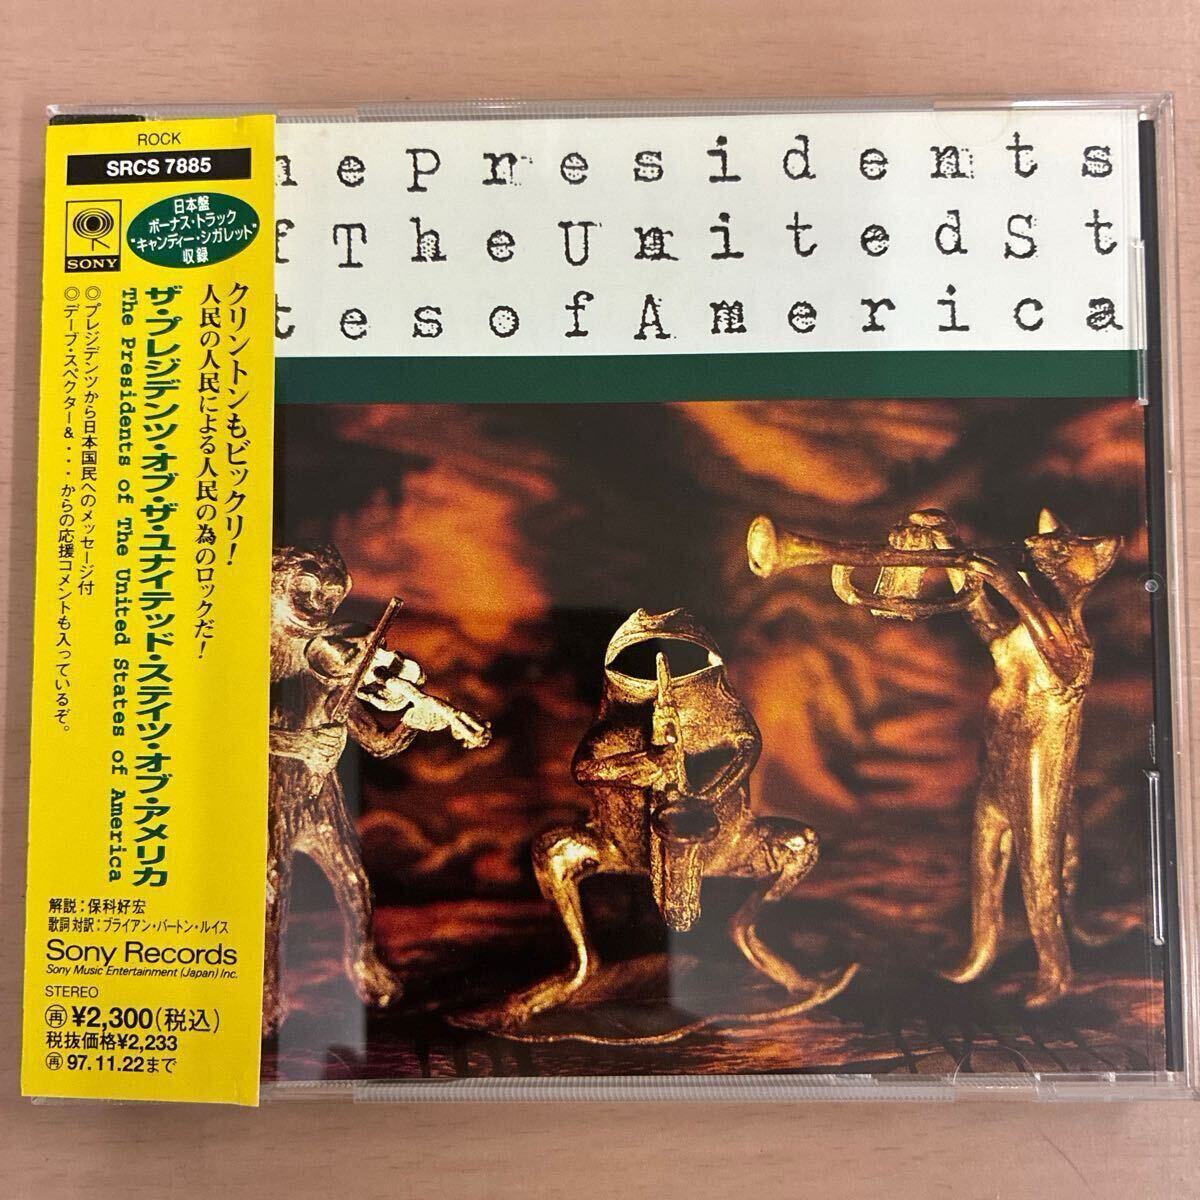 ROCK
SRCS 7885
SONY
日本盤
ボーナス・トラック
"キャンディー・シガレット"
収録
クリントンもビックリ!
人民の人民による人民の為のロックだ!
ザ・プレジデンツ・オブ・ザ・ユナイテッド・ステイツ・オブ・アメリカ
The Presidents of The United States of America
◎プレジデンツから日本国民へのメッセージ付
◎デーブ・スペクター&・・・からの応援コメントも入っているぞ。
解説:保科好宏
歌詞 対訳:ブライアン・バートン・ルイス
Sony Records
Sony Music Entertainment (Japan) Inc.
STEREO
再 ¥2,300(税込)
税抜価格¥2,233
再 97.11.22まで
hePresidents
fTheUnitedSt
tesofAmerica